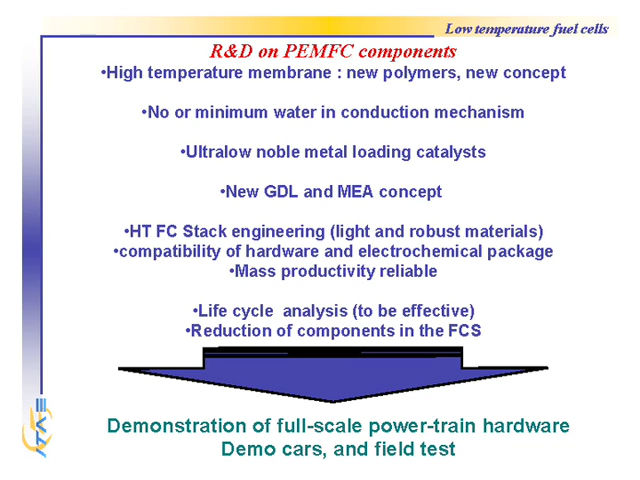 Low temperature fuel cells
R&D on PEMFC components
•High temperature membrane : new polymers, new concept
•No or minimum water in conduction mechanism
•Ultralow noble metal loading catalysts
•New GDL and MEA concept
•HT FC Stack engineering (light and robust materials)
•compatibility of hardware and electrochemical package
•Mass productivity reliable
•Life cycle analysis (to be effective)
•Reduction of components in the FCS
Demonstration of full-scale power-train hardware
Demo cars, and field test